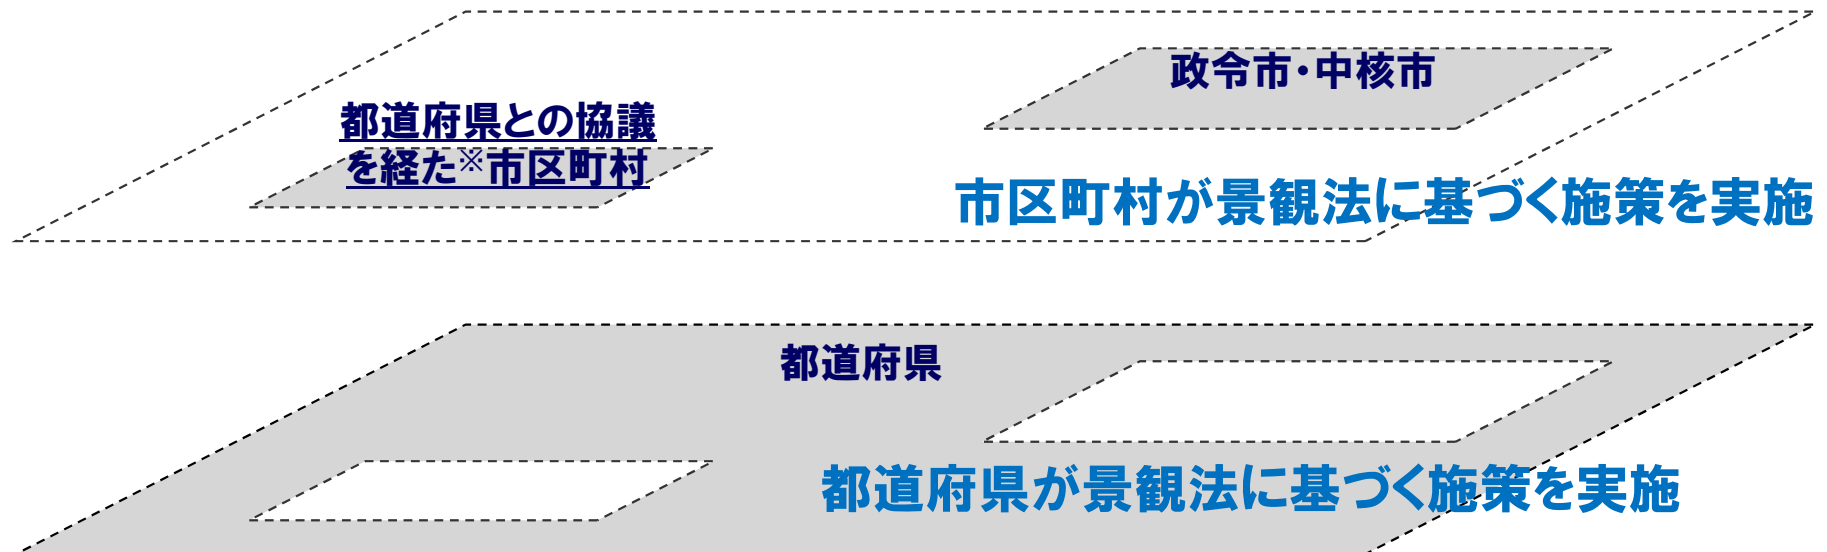 政令市・中核市
都道府県との協議
を経た※市区町村
市区町村が景観法に基づく施策を実施
都道府県
都道府県が景観法に基づく施策を実施